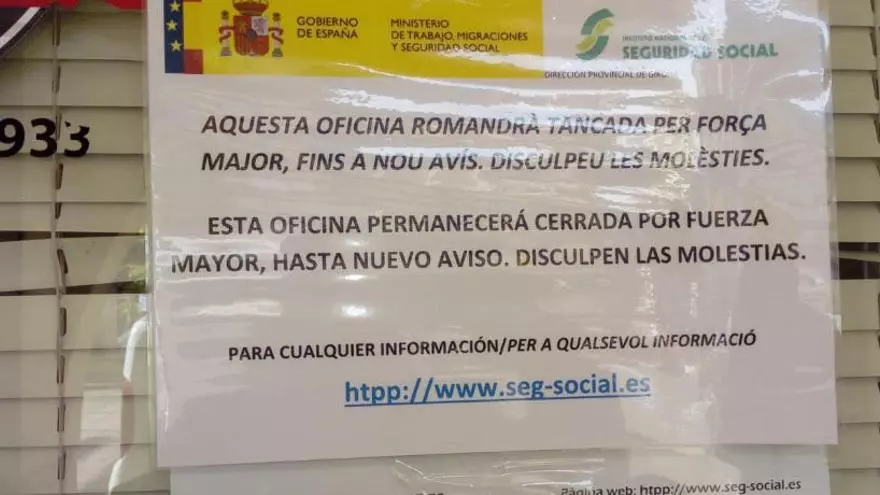 GOBIERNO
DE ESPAÑA
MINISTERIO
DE TRABAJO, MIGRACIONES
Y SEGURIDAD SOCIAL
INSTITUTO NACIONAL
SEGURIDAD SOCIAL
DIRECCIÓN PROVINCIAL DE
933
AQUESTA OFICINA ROMANDRÀ TANCADA PER FORÇA
MAJOR, FINS A NOU AVÍS. DISCULPEU LES MOLÈSTIES.
ESTA OFICINA PERMANECERÁ CERRADA POR FUERZA
MAYOR, HASTA NUEVO AVISO. DISCULPEN LAS MOLESTIAS.
PARA CUALQUIER INFORMACIÓN/PER A QUALSEVOL INFORMACIÓ
htpp://www.seg-social.es
Página web: htpp://www.seg-social.es